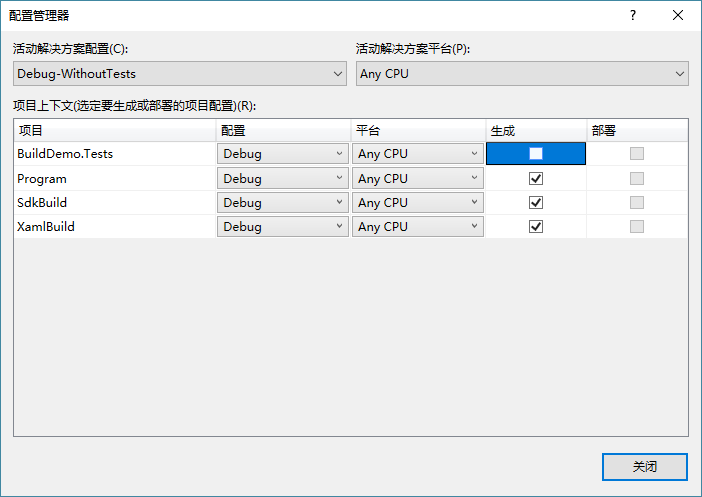 配置管理器
?
活动解决方案配置(C):
活动解决方案平台(P):
Debug-WithoutTests
Any CPU
项目上下文(选定要生成或部署的项目配置)(R):
项目 配置 平台 生成 部署
BuildDemo.Tests Debug Any CPU
Program Debug Any CPU
SdkBuild Debug Any CPU
XamlBuild Debug Any CPU
关闭